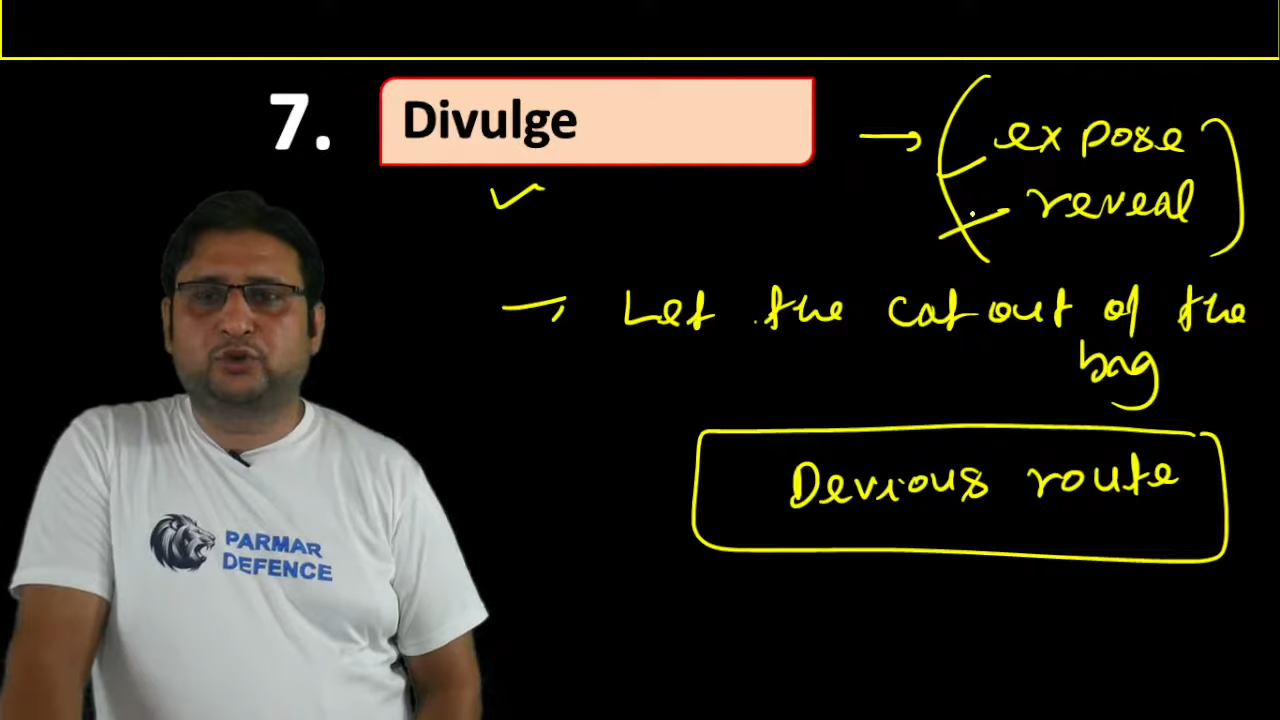 7. Divulge
expose
reveal
Let the cat out of the
bag
Devious route
PARMAR
DEFENCE